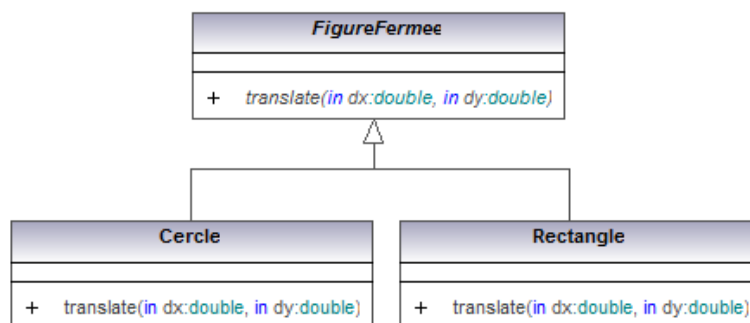 FigureFermee
+ translate(in dx:double, in dy:double)
Cercle
+ translate(in dx:double, in dy:double)
Rectangle
+ translate(in dx:double, in dy:double)